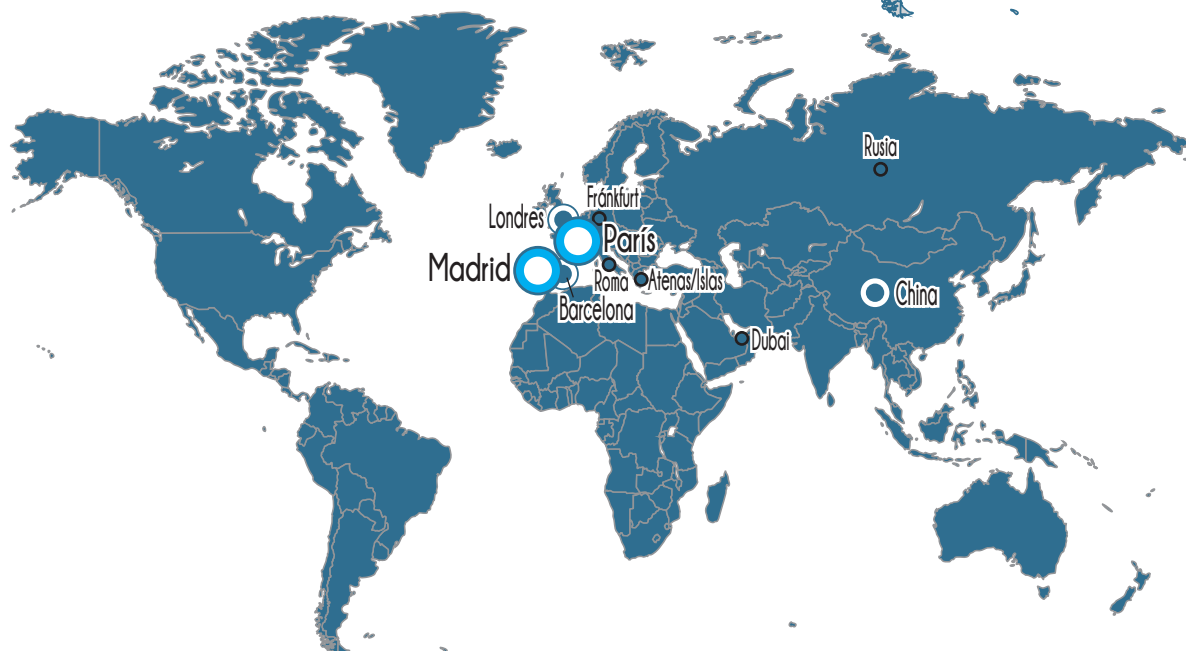 Rusia
Fránkfurt
Londres
París
Madrid
Roma
Atenas/Islas
China
Barcelona
Dubai